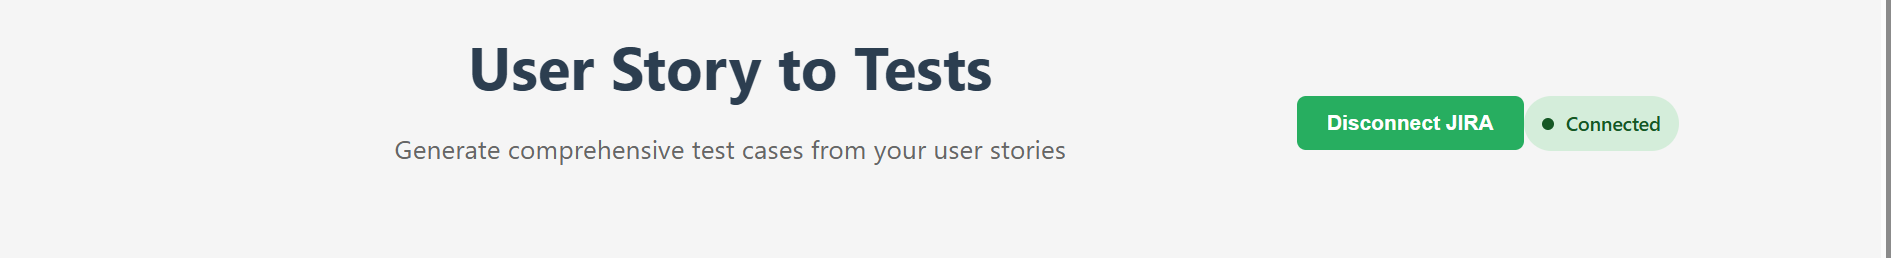 User Story to Tests
Generate comprehensive test cases from your user stories
Disconnect JIRA
Connected